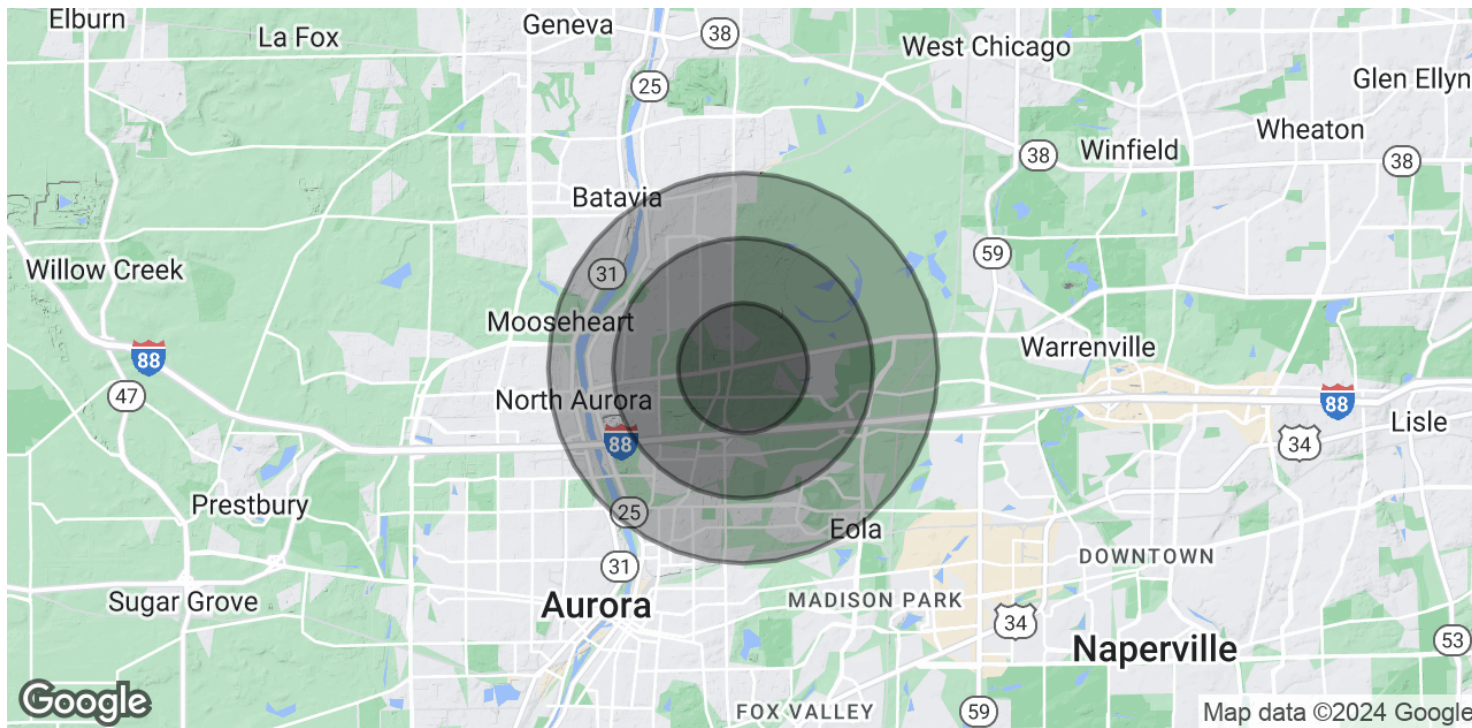 Elburn
La Fox
Geneva
38
West Chicago
25
Glen Ellyn
Wheaton
38
Winfield
38
Batavia
59
31
Willow Creek
Mooseheart
88
Warrenville
47
North Aurora
88
88
34
Lisle
Prestbury
25
Eola
DOWNTOWN
31
Sugar Grove
Aurora
MADISON PARK
34
Naperville
53
Google
FOX VALLEY
59
Map data ©2024 Google